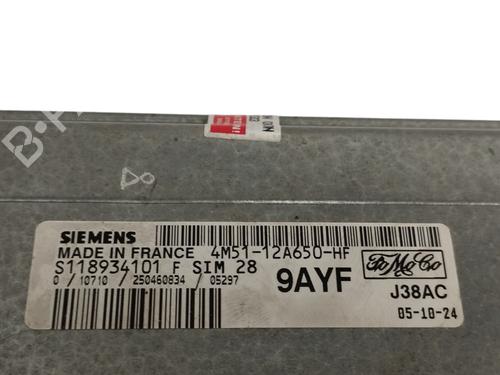 SIEMENS
MADE IN FRANCE 4M51-12A650-HF
S118934101 F SIM 28
0 / 10710 / 250460834 / 05297
9AYF
FoMoCo
J38AC
05-10-24